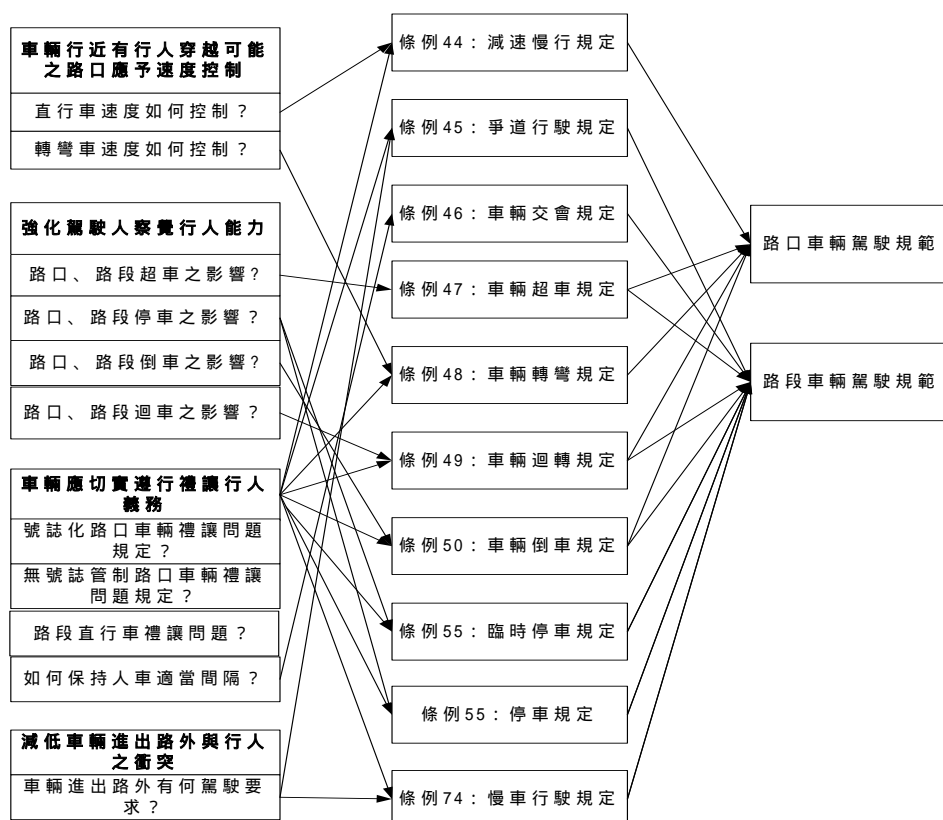 車輛行近有行人穿越可能
之路口應予速度控制
直行車速度如何控制？
轉彎車速度如何控制？
強化駕駛人察覺行人能力
路口、路段超車之影響？
路口、路段停車之影響？
路口、路段倒車之影響？
路口、路段迴車之影響？
車輛應切實遵行禮讓行人
義務
號誌化路口車輛禮讓問題
規定？
無號誌管制路口車輛禮讓
問題規定？
路段直行車禮讓問題？
如何保持人車適當間隔？
減低車輛進出路外與行人
之衝突
車輛進出路外有何駕駛要
求？
條例44：減速慢行規定
條例45：爭道行駛規定
條例46：車輛交會規定
條例47：車輛超車規定
條例48：車輛轉彎規定
條例49：車輛迴轉規定
條例50：車輛倒車規定
條例55：臨時停車規定
條例55：停車規定
條例74：慢車行駛規定
路口車輛駕駛規範
路段車輛駕駛規範